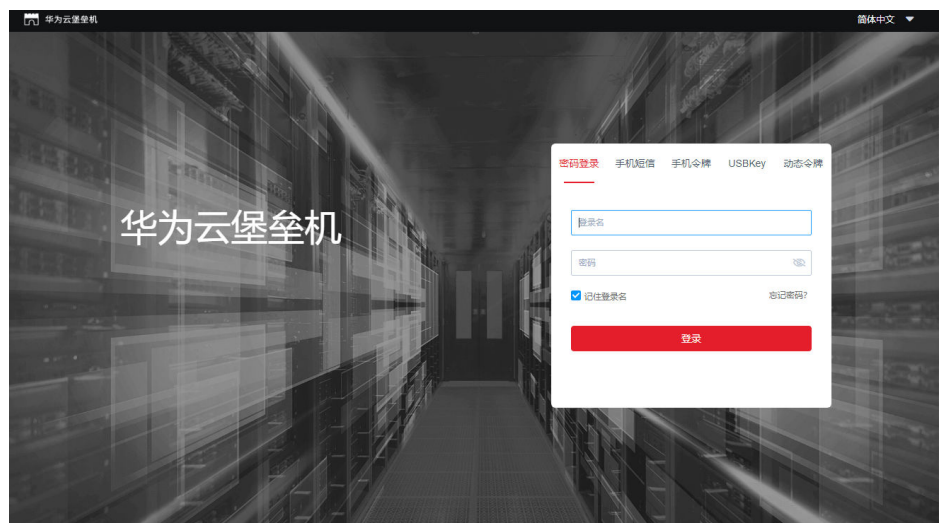 华为云堡垒机
简体中文
密码登录 手机短信 手机令牌 USBKey 动态令牌
华为云堡垒机
登录名
密码
记住登录名 忘记密码?
登录